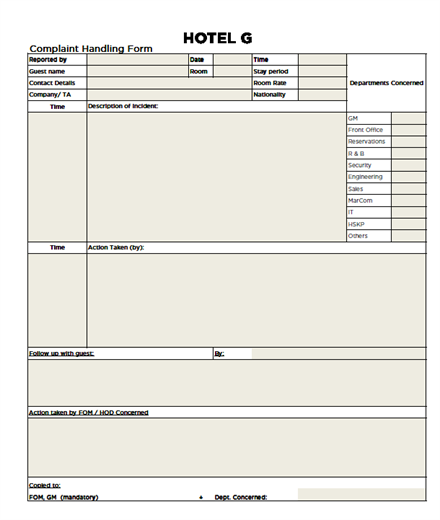 HOTEL G
Complaint Handling Form
Reported by Date Time
Guest name Room Stay period
Contact Details Room Rate Departments Concerned
Company/ TA Nationality
Time Description of Incident:
GM
Front Office
Reservations
R & B
Security
Engineering
Sales
MarCom
IT
HSKP
Others
Time Action Taken (by):
Follow up with guest: By:
Action taken by FOM / HOD Concerned
Copied to:
FOM, GM (mandatory) + Dept. Concerned: